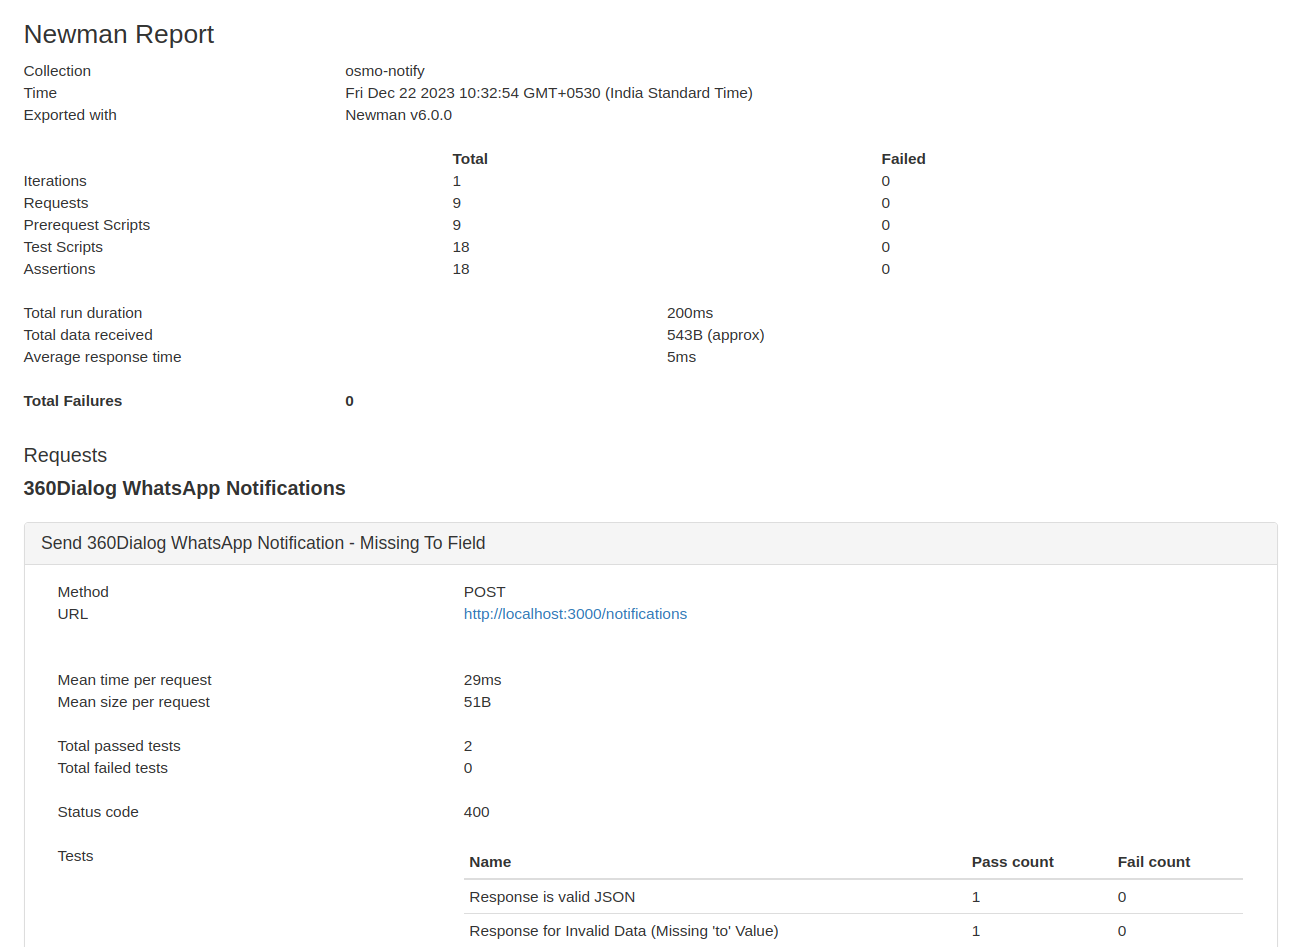 Newman Report
Collection osmo-notify
Time Fri Dec 22 2023 10:32:54 GMT+0530 (India Standard Time)
Exported with Newman v6.0.0
Total Failed
Iterations 1 0
Requests 9 0
Prerequest Scripts 9 0
Test Scripts 18 0
Assertions 18 0
Total run duration 200ms
Total data received 543B (approx)
Average response time 5ms
Total Failures 0
Requests
360Dialog WhatsApp Notifications
Send 360Dialog WhatsApp Notification - Missing To Field
Method POST
URL http://localhost:3000/notifications
Mean time per request 29ms
Mean size per request 51B
Total passed tests 2
Total failed tests 0
Status code 400
Tests
Name Pass count Fail count
Response is valid JSON 1 0
Response for Invalid Data (Missing 'to' Value) 1 0